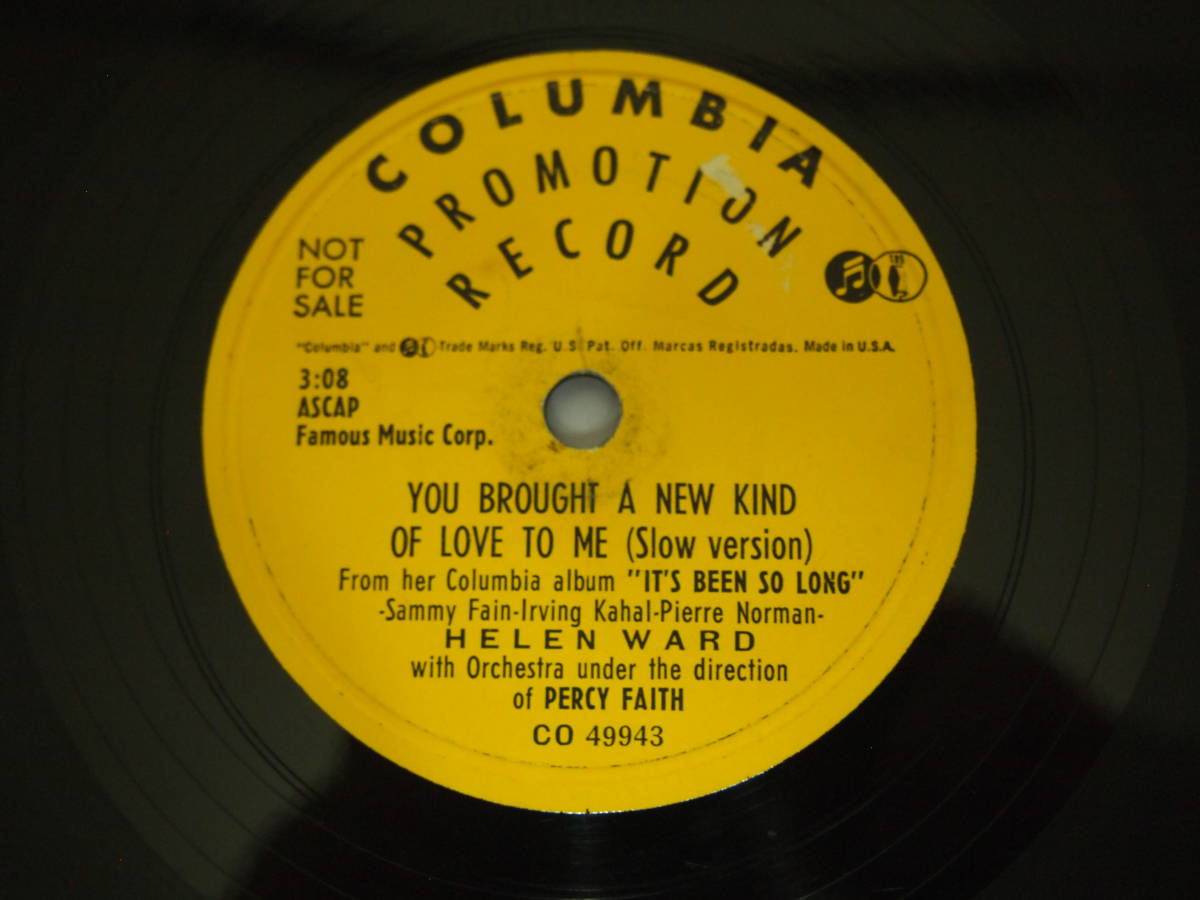 COLUMBIA
PROMOTION
RECORD
NOT
FOR
SALE
"Columbia" and Trade Marks Reg. U.S. Pat. Off. Marcas Registradas. Made in U.S.A.
3:08
ASCAP
Famous Music Corp.
YOU BROUGHT A NEW KIND
OF LOVE TO ME (Slow version)
From her Columbia album "IT'S BEEN SO LONG"
-Sammy Fain-Irving Kahal-Pierre Norman-
HELEN WARD
with Orchestra under the direction
of PERCY FAITH
CO 49943